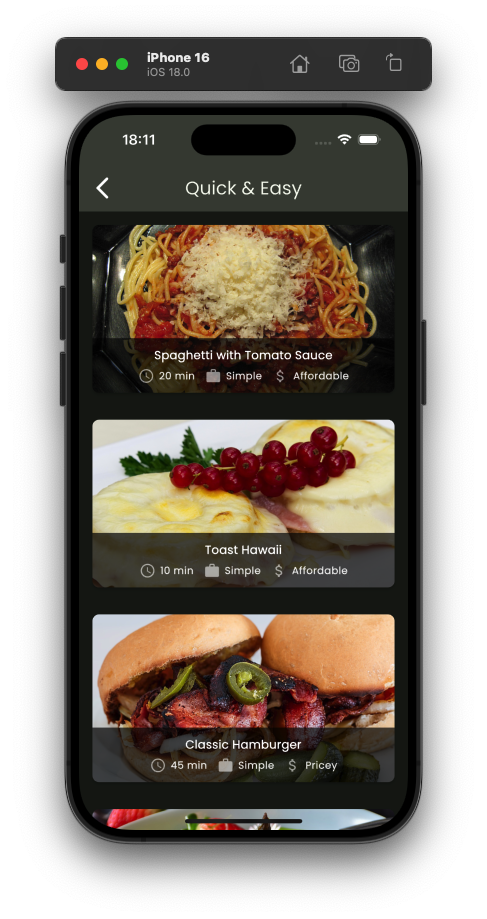 iPhone 16
iOS 18.0
18:11
Quick & Easy
Spaghetti with Tomato Sauce
20 min Simple $ Affordable
Toast Hawaii
10 min Simple $ Affordable
Classic Hamburger
45 min Simple $ Pricey